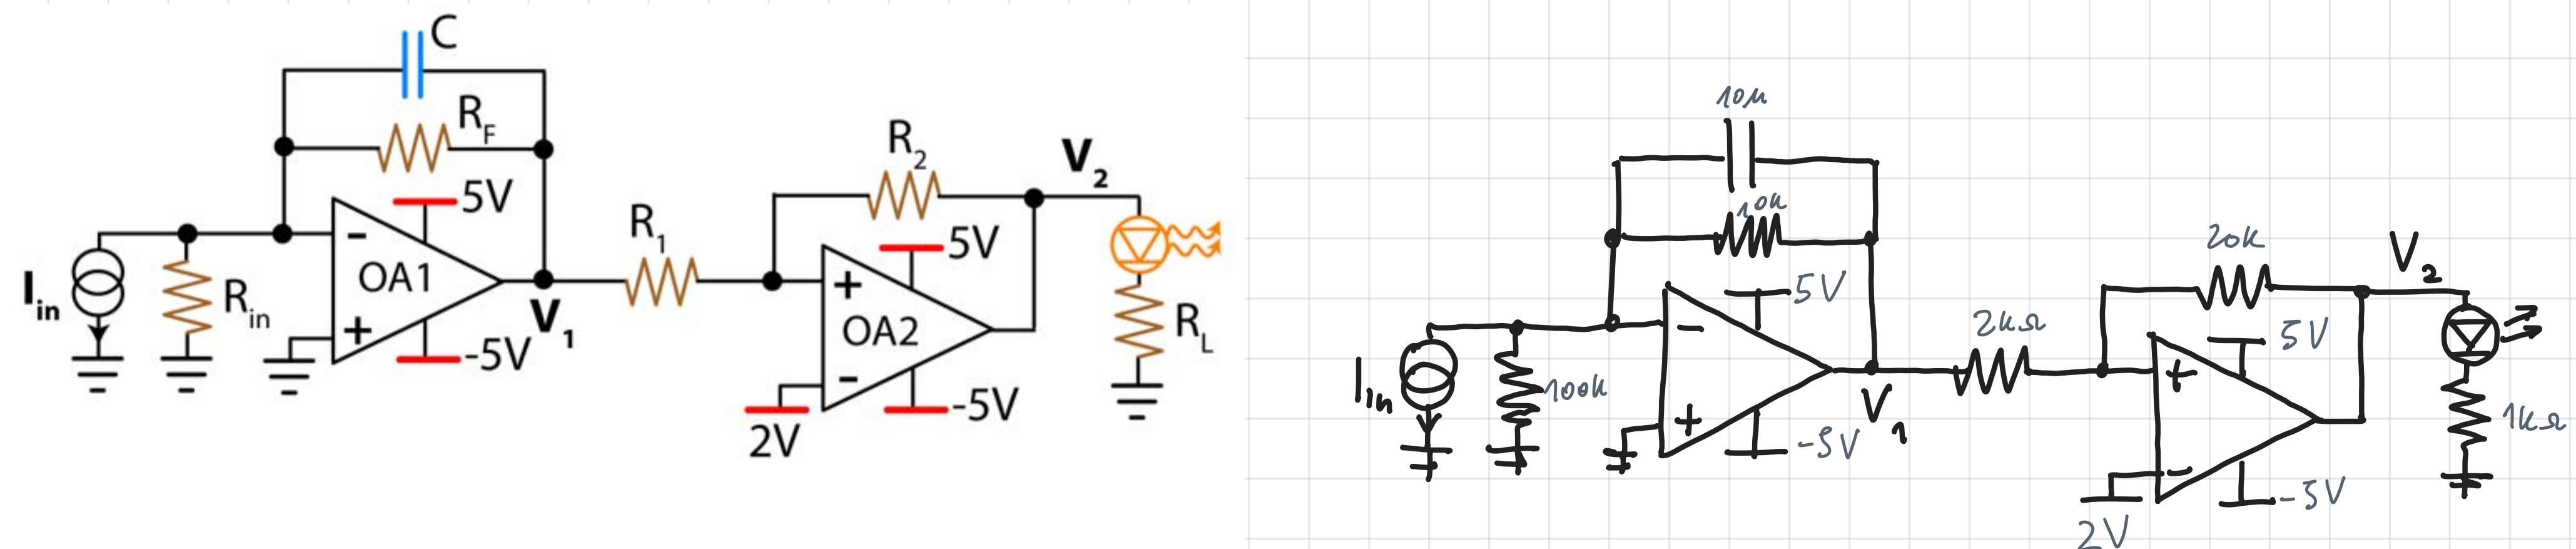 C
R_F
5V
I_in
R_in
-
OA1
+
-5V
V_1
R_1
R_2
V_2
5V
+
OA2
-
-5V
2V
R_L
10µ
10k
5V
I_in
100k
-
+
-5V
V_1
2kΩ
20k
V_2
5V
+
-
-5V
2V
1kΩ